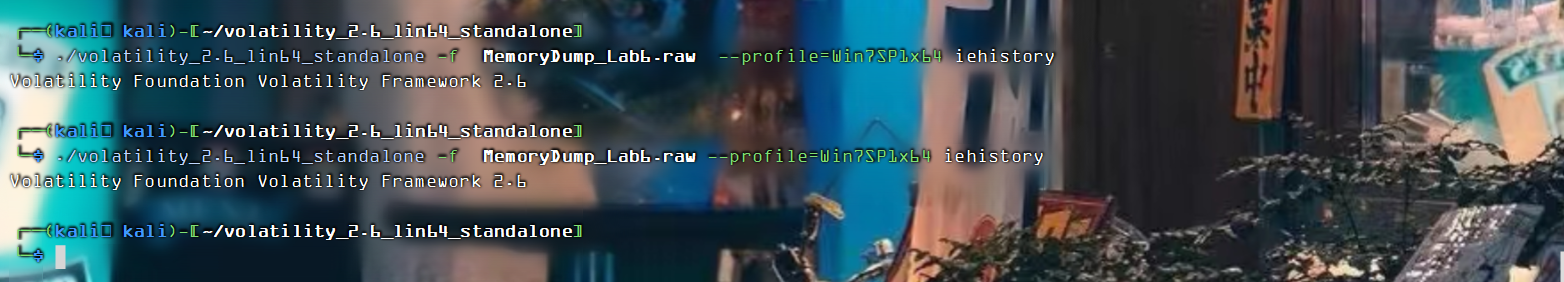 ┌──(kali㉿ kali)-[~/volatility_2.6_lin64_standalone]
└─$ ./volatility_2.6_lin64_standalone -f  MemoryDump_Lab6.raw  --profile=Win7SP1x64 iehistory
Volatility Foundation Volatility Framework 2.6
┌──(kali㉿ kali)-[~/volatility_2.6_lin64_standalone]
└─$ ./volatility_2.6_lin64_standalone -f  MemoryDump_Lab6.raw --profile=Win7SP1x64 iehistory
Volatility Foundation Volatility Framework 2.6
┌──(kali㉿ kali)-[~/volatility_2.6_lin64_standalone]
└─$